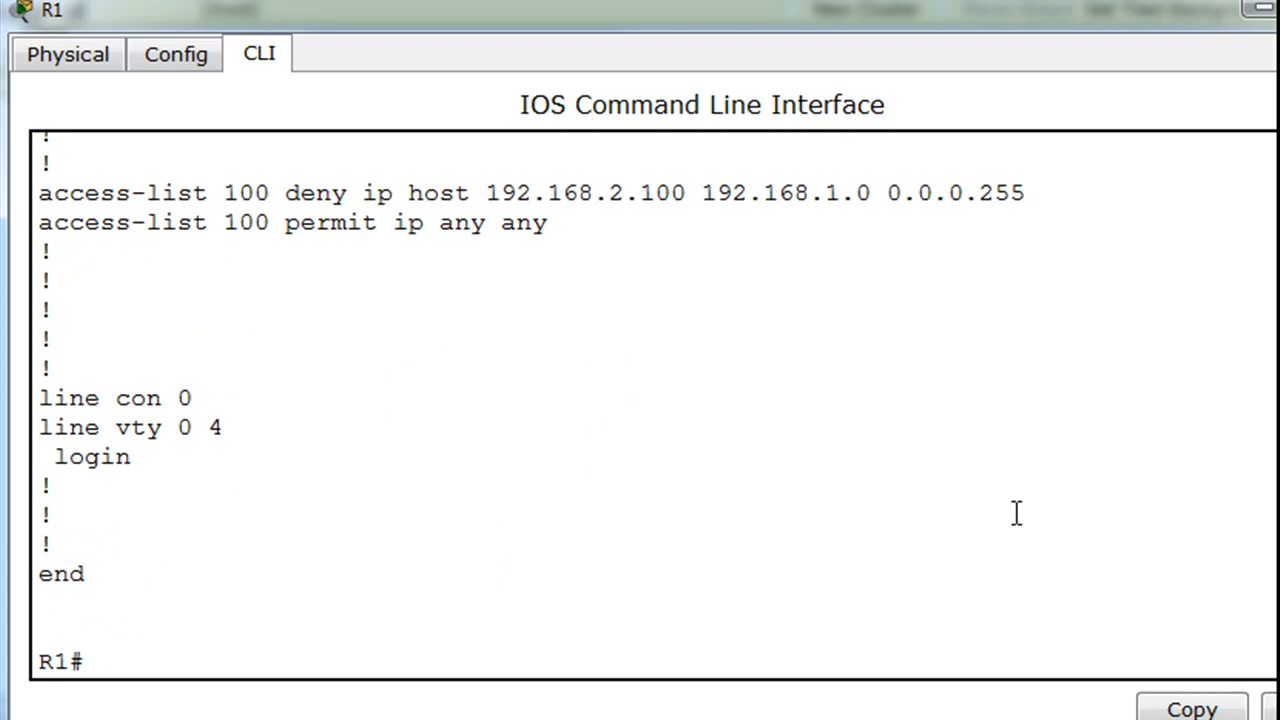 R1
Physical Config CLI
IOS Command Line Interface
!
!
access-list 100 deny ip host 192.168.2.100 192.168.1.0 0.0.0.255
access-list 100 permit ip any any
!
!
!
!
!
line con 0
line vty 0 4
 login
!
!
!
end
R1#
Copy